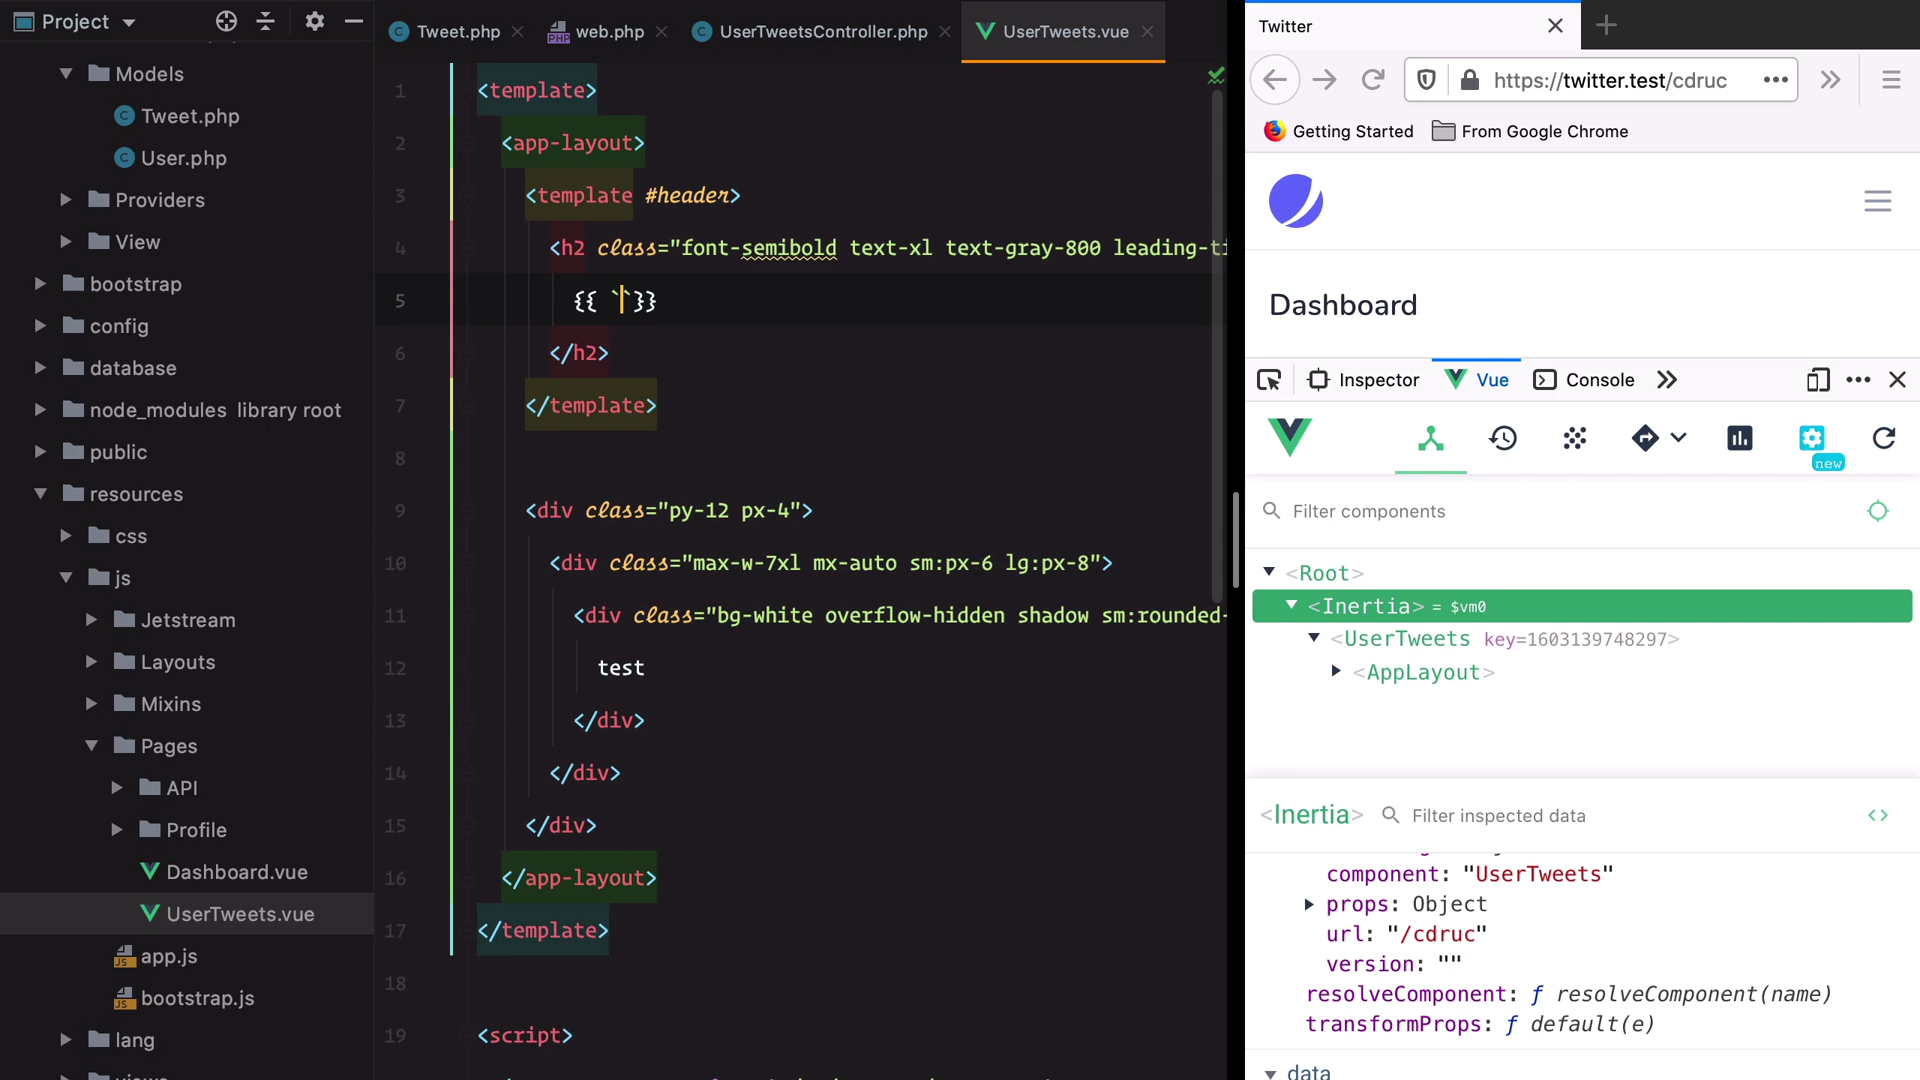 Project
Models
Tweet.php
User.php
Providers
View
bootstrap
config
database
node_modules library root
public
resources
css
js
Jetstream
Layouts
Mixins
Pages
API
Profile
Dashboard.vue
UserTweets.vue
app.js
bootstrap.js
lang
views
Tweet.php
web.php
UserTweetsController.php
UserTweets.vue
1 <template>
2 <app-layout>
3 <template #header>
4 <h2 class="font-semibold text-xl text-gray-800 leading-ti
5 {{ ``}}
6 </h2>
7 </template>
8
9 <div class="py-12 px-4">
10 <div class="max-w-7xl mx-auto sm:px-6 lg:px-8">
11 <div class="bg-white overflow-hidden shadow sm:rounded-
12 test
13 </div>
14 </div>
15 </div>
16 </app-layout>
17 </template>
18
19 <script>
Twitter
https://twitter.test/cdruc
Getting Started
From Google Chrome
Dashboard
Inspector
Vue
Console
new
Filter components
<Root>
<Inertia> = $vm0
<UserTweets key=1603139748297>
<AppLayout>
<Inertia>
Filter inspected data
component: "UserTweets"
props: Object
url: "/cdruc"
version: ""
resolveComponent: ƒ resolveComponent(name)
transformProps: ƒ default(e)
data